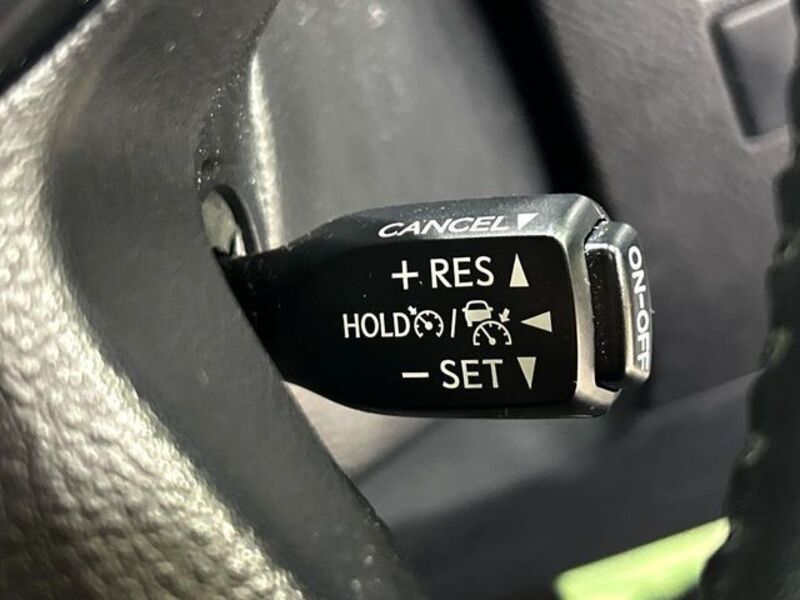 CANCEL
+ RES
HOLD /
– SET
ON-OFF